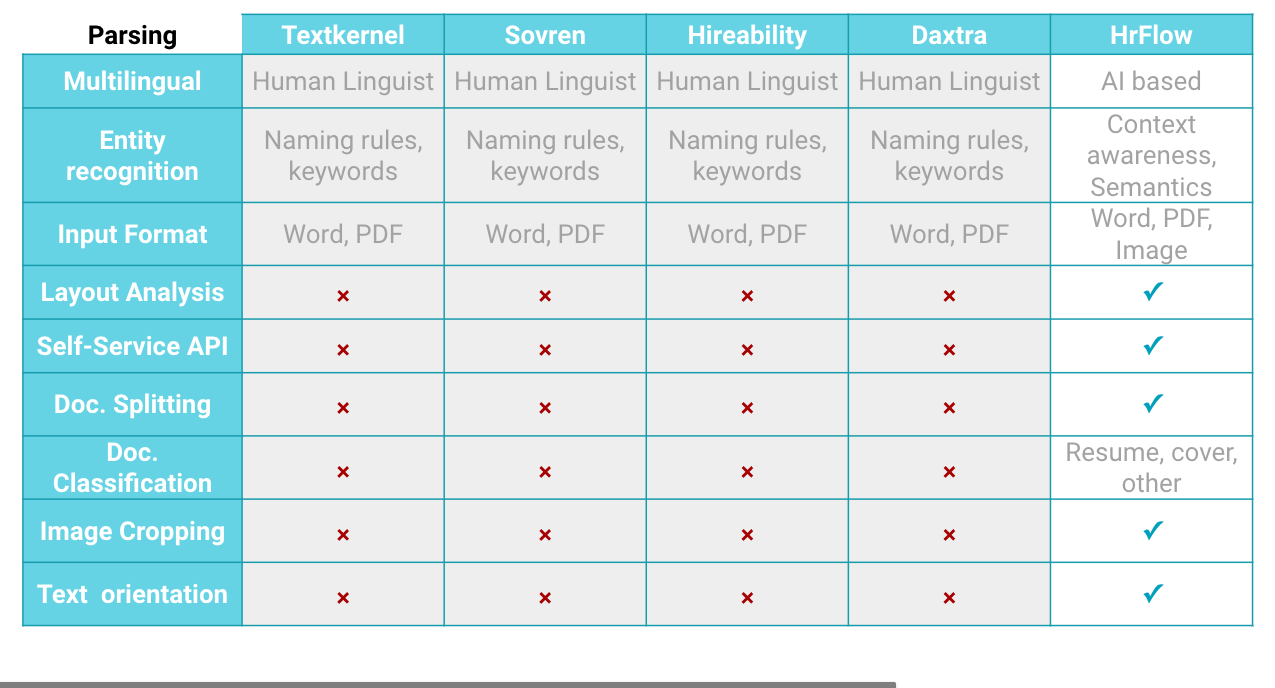 Parsing Textkernel Sovren Hireability Daxtra HrFlow
Multilingual Human Linguist Human Linguist Human Linguist Human Linguist AI based
Entity
recognition
Naming rules,
keywords
Naming rules,
keywords
Naming rules,
keywords
Naming rules,
keywords
Context
awareness,
Semantics
Input Format Word, PDF Word, PDF Word, PDF Word, PDF
Word, PDF,
Image
Layout Analysis × × × × ✓
Self-Service API × × × × ✓
Doc. Splitting × × × × ✓
Doc.
Classification
× × × ×
Resume, cover,
other
Image Cropping × × × × ✓
Text orientation × × × × ✓